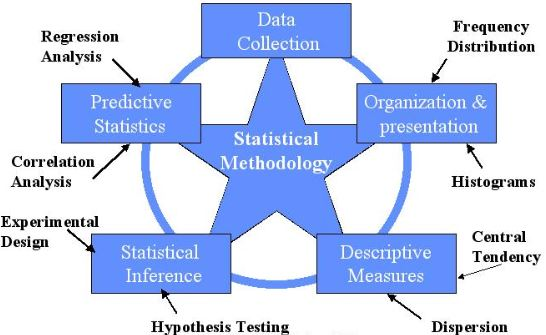 Data
Collection
Frequency
Distribution
Regression
Analysis
Predictive
Statistics
Organization &
presentation
Statistical
Methodology
Correlation
Analysis
Histograms
Experimental
Design
Statistical
Inference
Descriptive
Measures
Central
Tendency
Hypothesis Testing
Dispersion